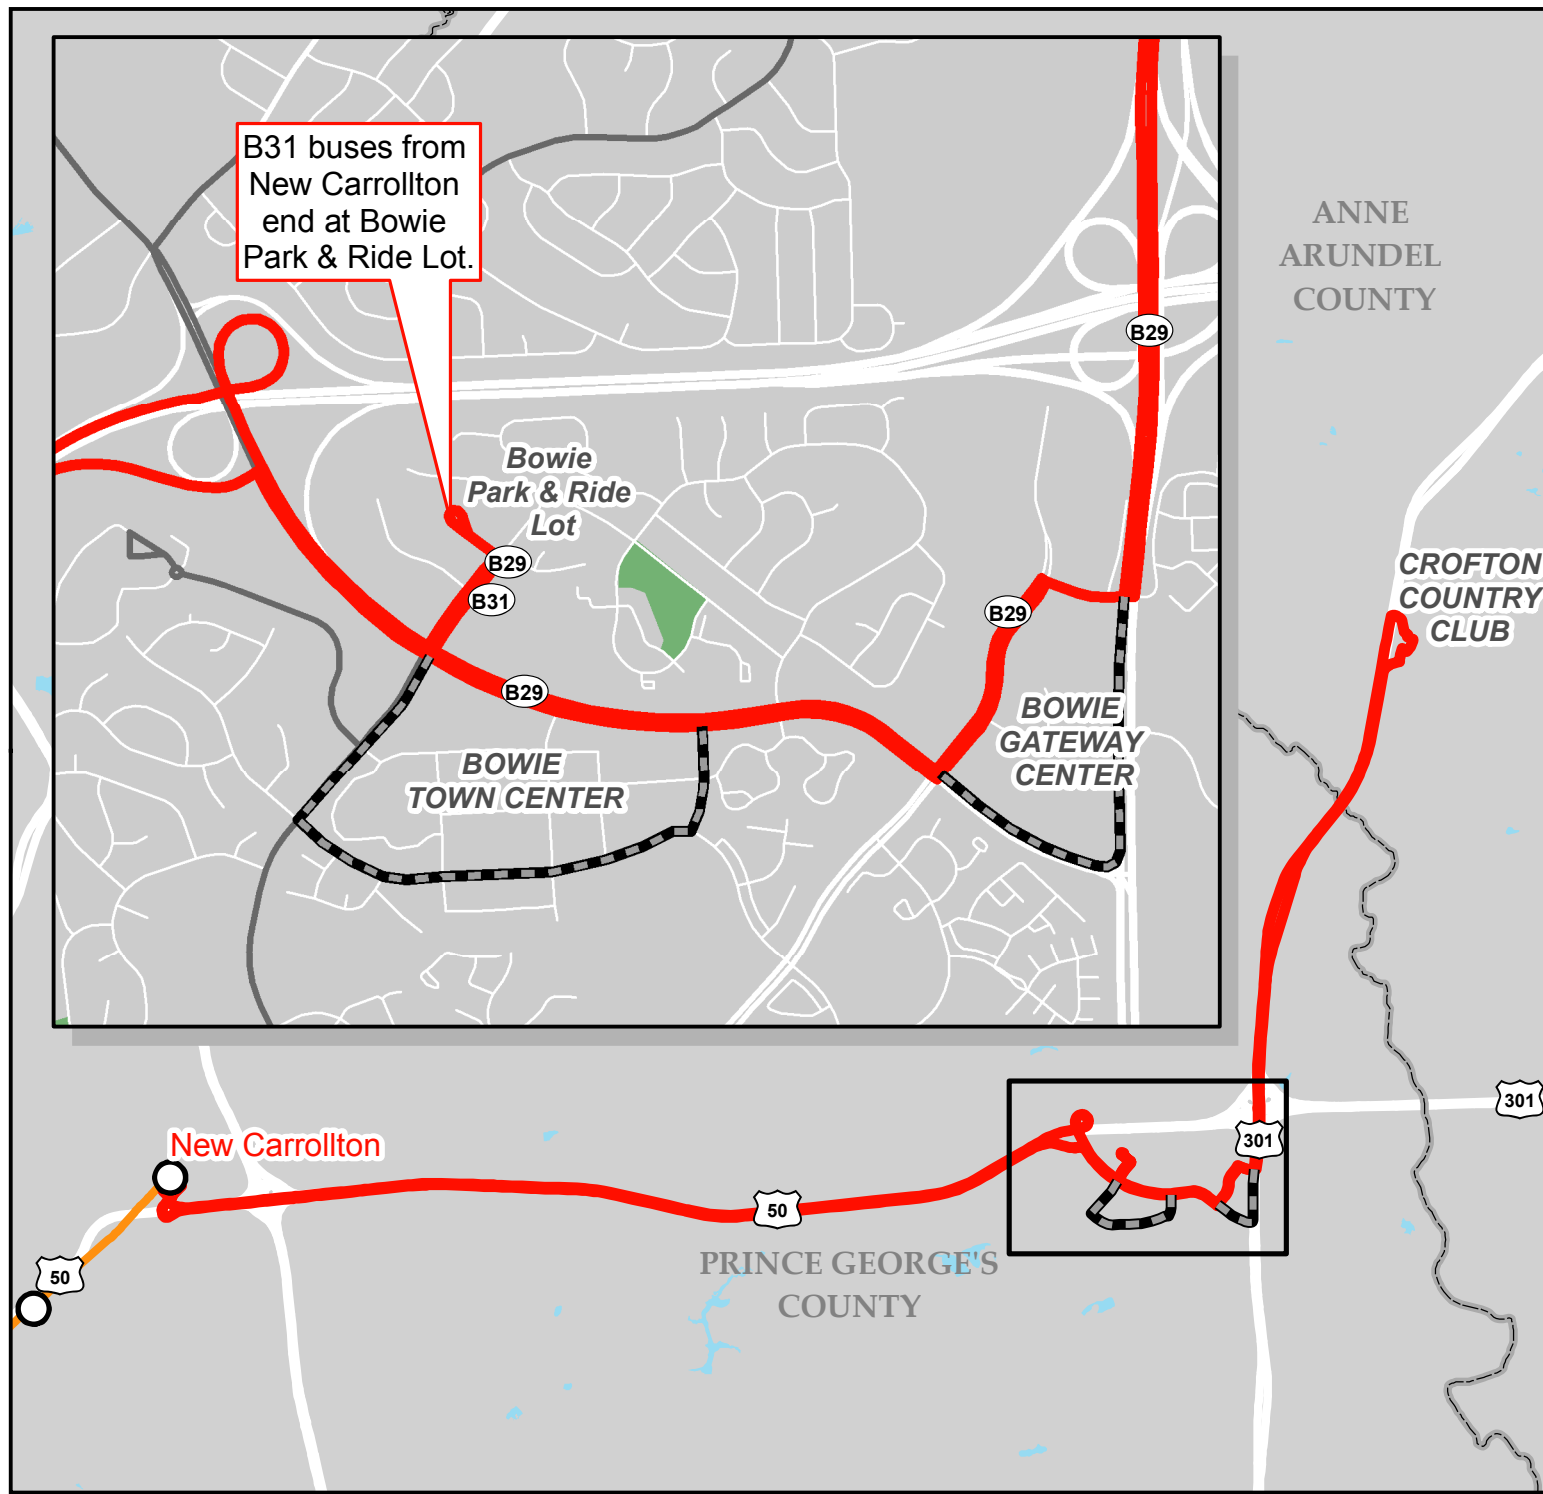 B31 buses from
New Carrollton
end at Bowie
Park & Ride Lot.
ANNE
ARUNDEL
COUNTY
B29
Bowie
Park & Ride
Lot
B29
B31
B29
B29
BOWIE
GATEWAY
CENTER
BOWIE
TOWN CENTER
CROFTON
COUNTRY
CLUB
301
301
New Carrollton
50
50
PRINCE GEORGE'S
COUNTY